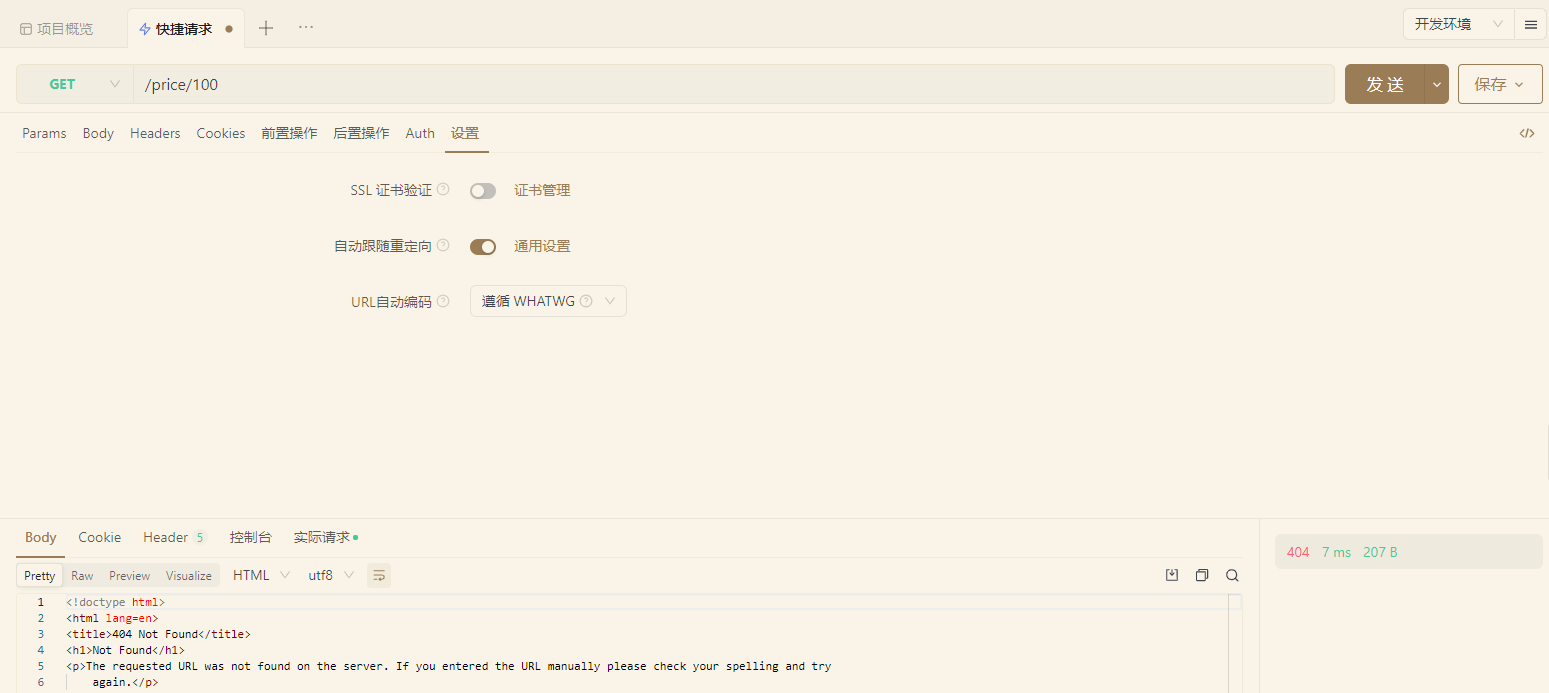 项目概览
快捷请求
开发环境
GET
/price/100
发 送
保存
Params Body Headers Cookies 前置操作 后置操作 Auth 设置
SSL 证书验证 证书管理
自动跟随重定向 通用设置
URL自动编码 遵循 WHATWG
Body Cookie Header 5 控制台 实际请求
404 7 ms 207 B
Pretty Raw Preview Visualize HTML utf8
1 <!doctype html>
2 <html lang=en>
3 <title>404 Not Found</title>
4 <h1>Not Found</h1>
5 <p>The requested URL was not found on the server. If you entered the URL manually please check your spelling and try
6 again.</p>